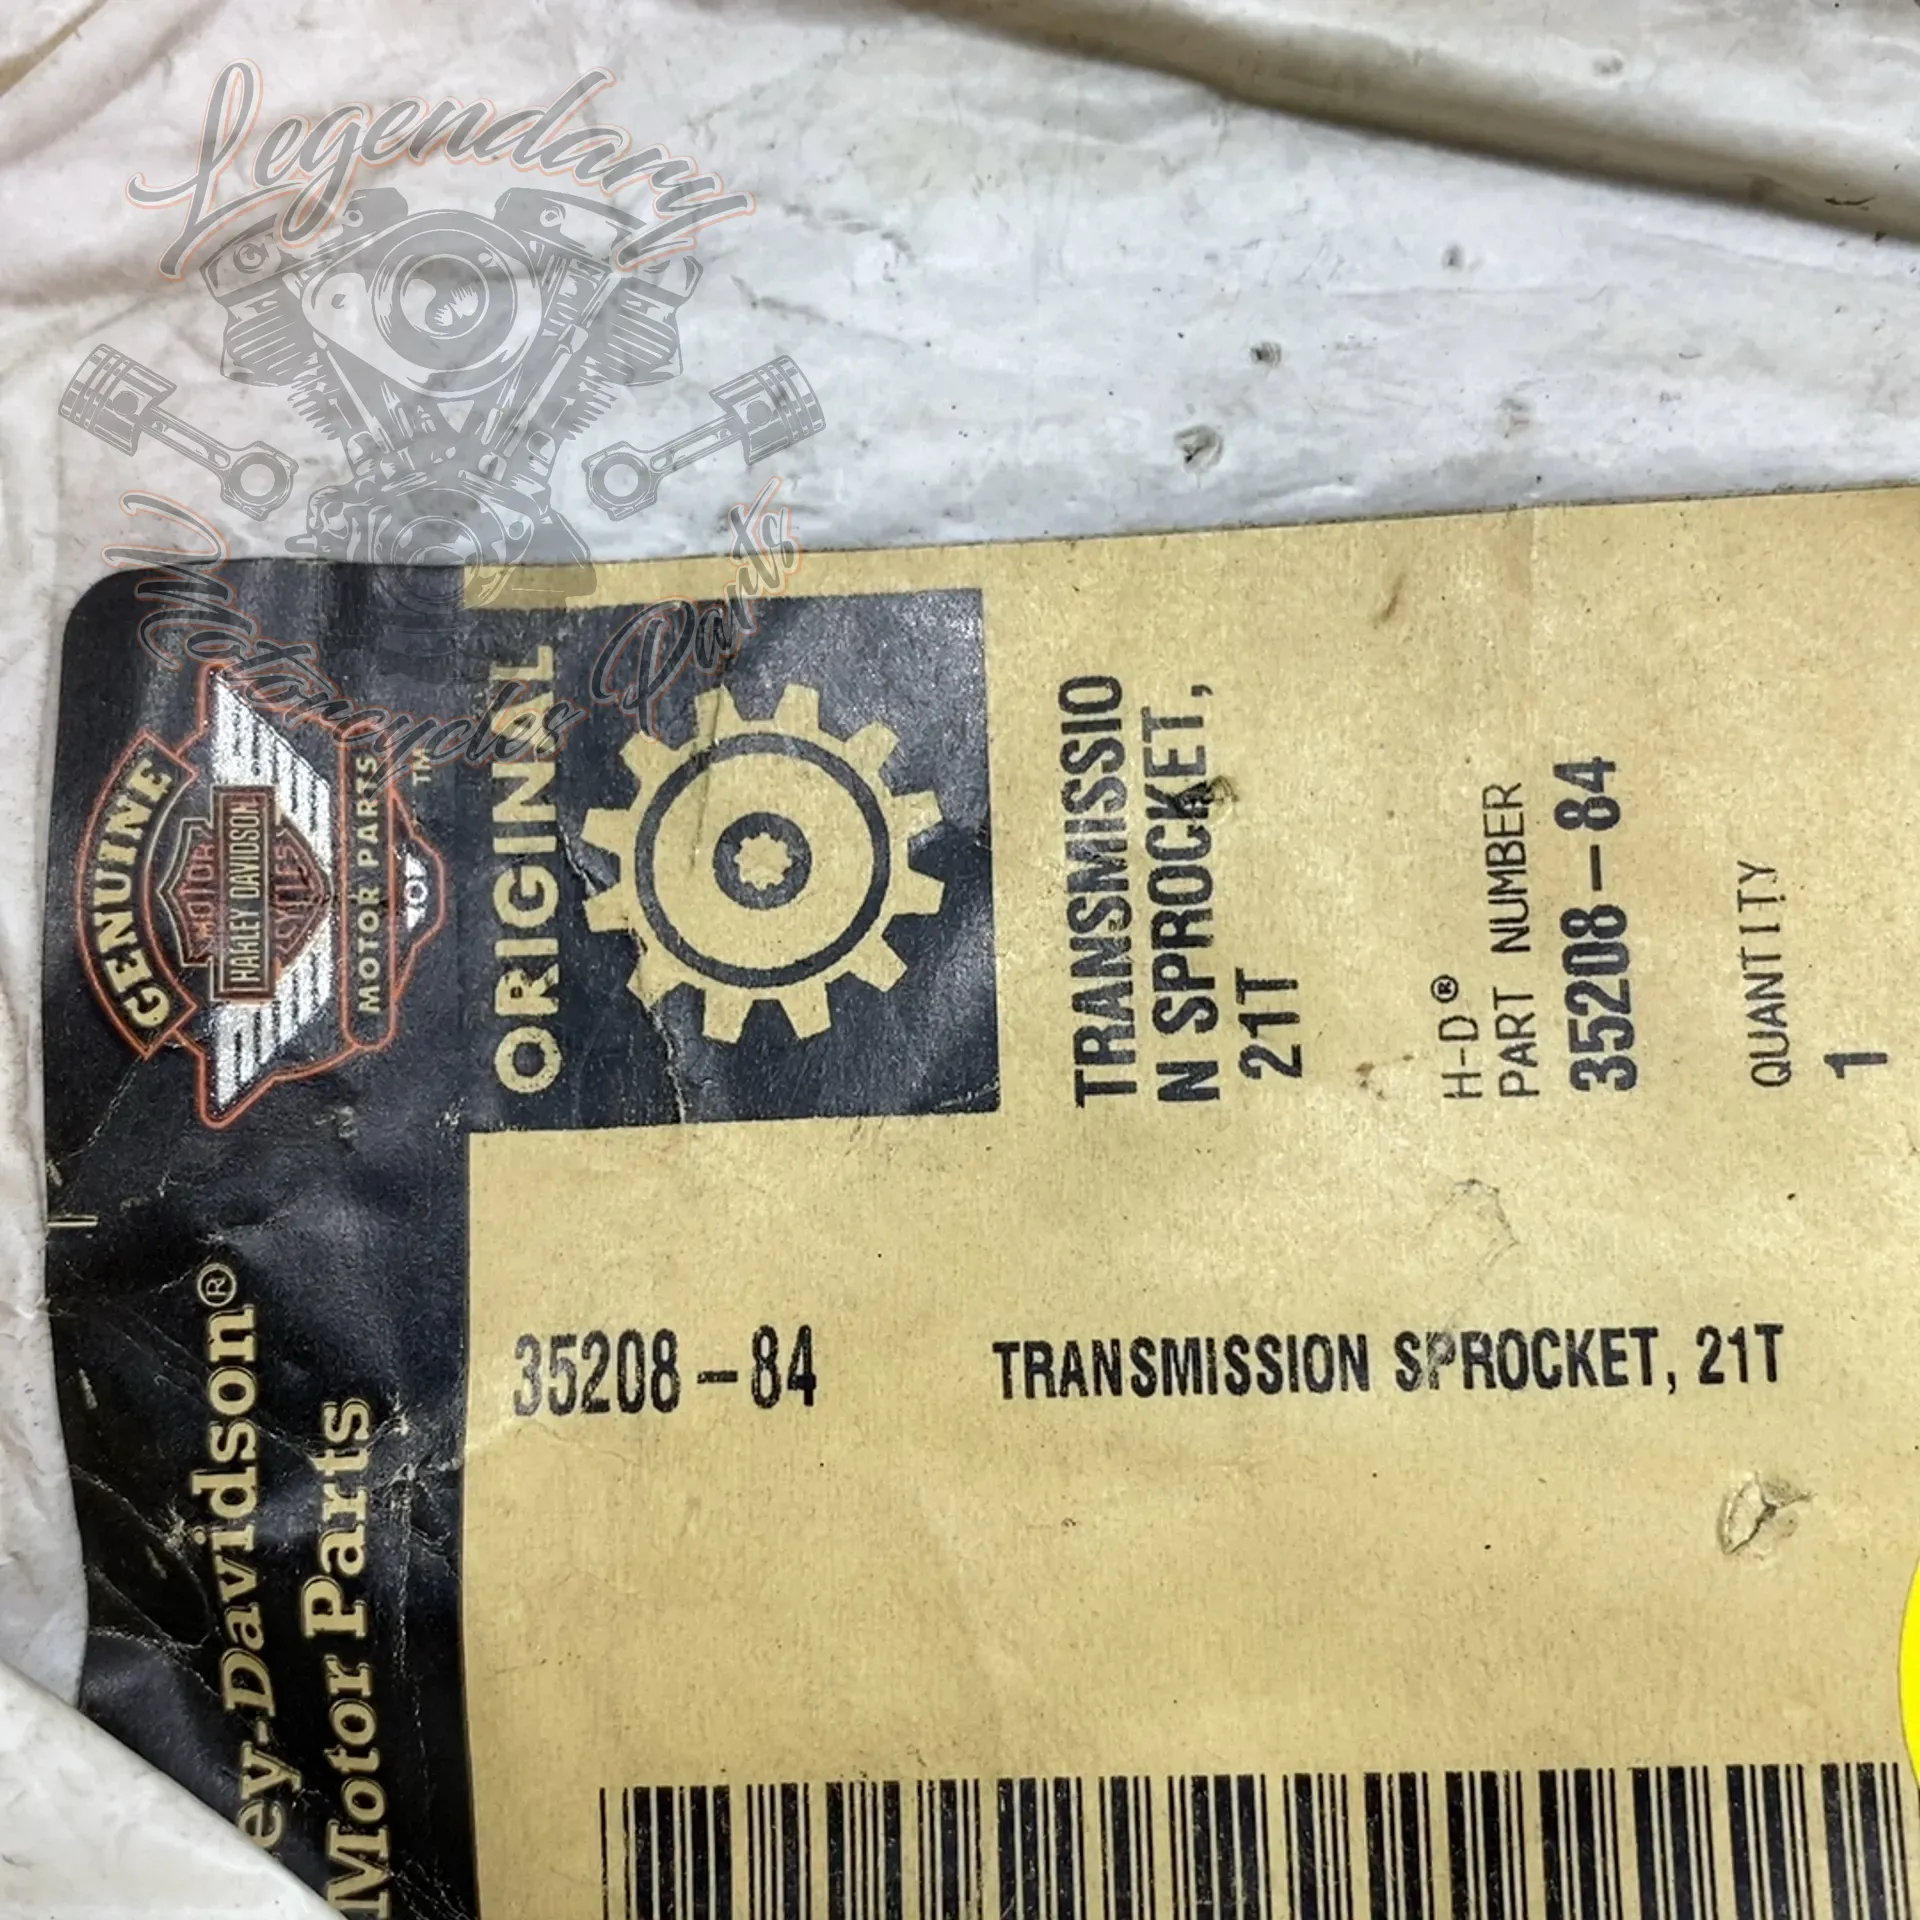 Legendary
Motorcycles Parts
GENUINE
MOTOR
HARLEY-DAVIDSON
CYCLES
MOTOR PARTS
TM
ORIGINAL
TRANSMISSIO
N SPROCKET,
21T
H-D®
PART NUMBER
35208-84
QUANTITY
1
35208-84 TRANSMISSION SPROCKET, 21T
ey-Davidson®
Motor Parts